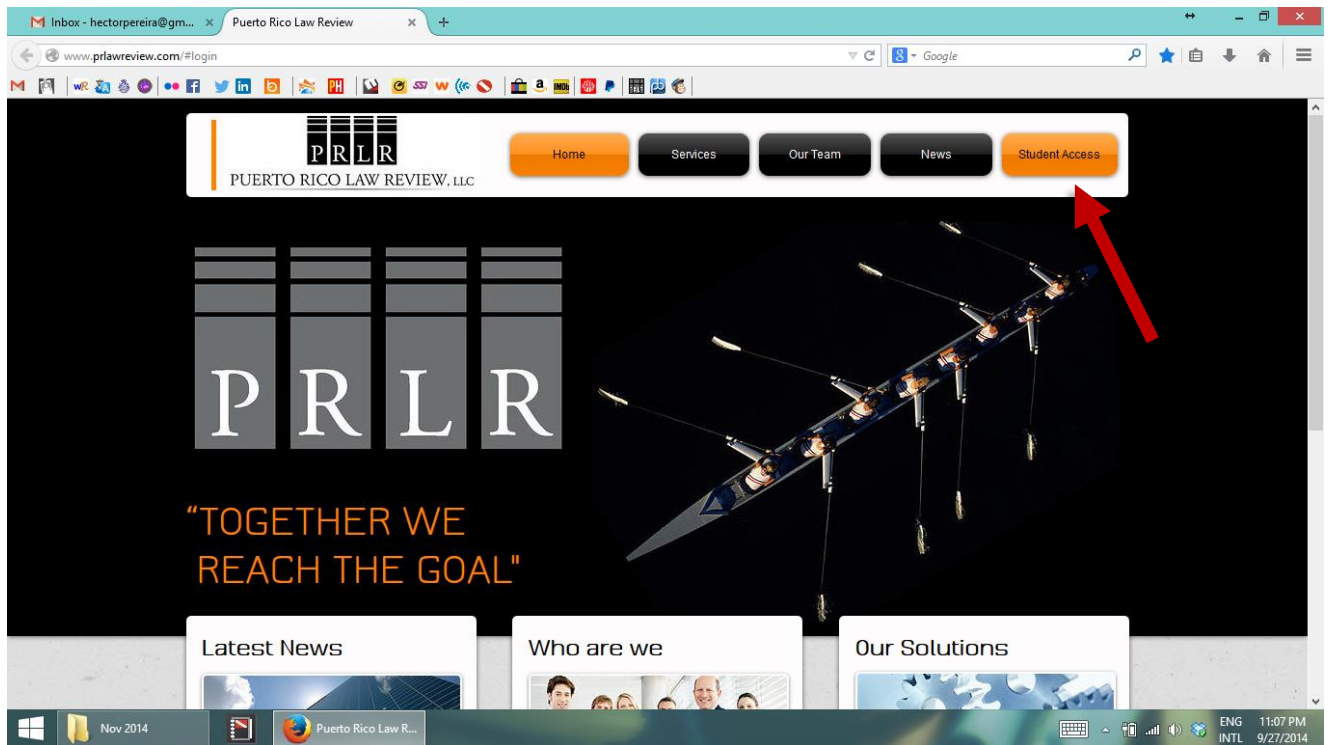 Inbox - hectorpereira@gm...
Puerto Rico Law Review
www.prlawreview.com/#login
Google
PRLR
PUERTO RICO LAW REVIEW, LLC
Home
Services
Our Team
News
Student Access
PRLR
“TOGETHER WE
REACH THE GOAL"
Latest News
Who are we
Our Solutions
Nov 2014
Puerto Rico Law R...
ENG
INTL
11:07 PM
9/27/2014